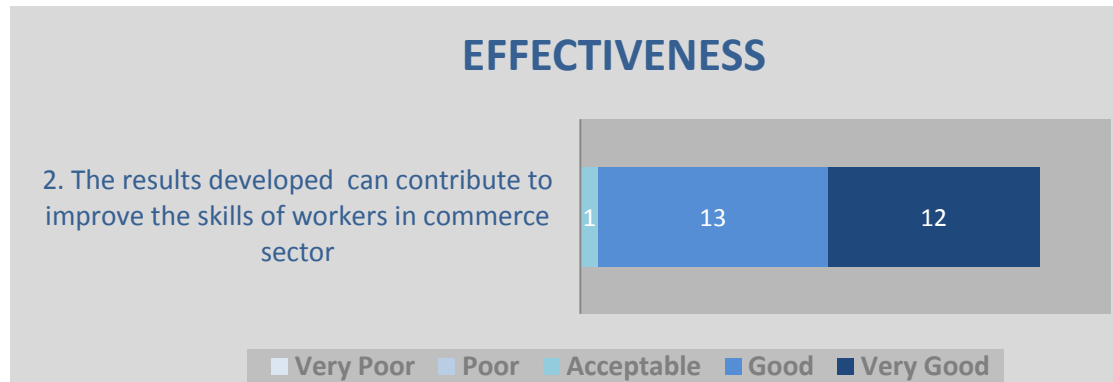 EFFECTIVENESS
2. The results developed  can contribute to
improve the skills of workers in commerce
sector
1 13 12
Very Poor Poor Acceptable Good Very Good